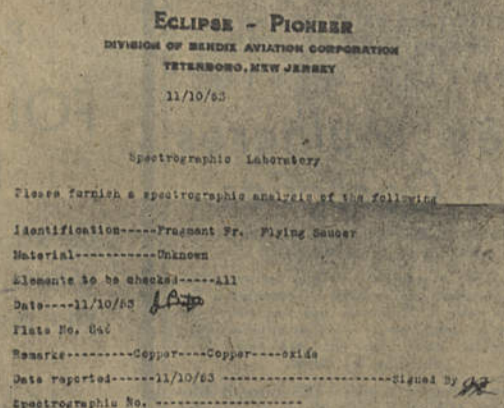 ECLIPSE - PIONEER
DIVISION OF BENDIX AVIATION CORPORATION
TETERBORO, NEW JERSEY
11/10/53
Spectrographic Laboratory
Please furnish a spectrographic analysis of the following
Identification-----Fragment Fr. Flying Saucer
Material-----------Unknown
Elements to be checked-----All
Date----11/10/53
Plate No. 846
Remarks---------Copper----Copper----oxide
Date reported------11/10/53 --------------------Signed By
Spectrographic No. --------------------